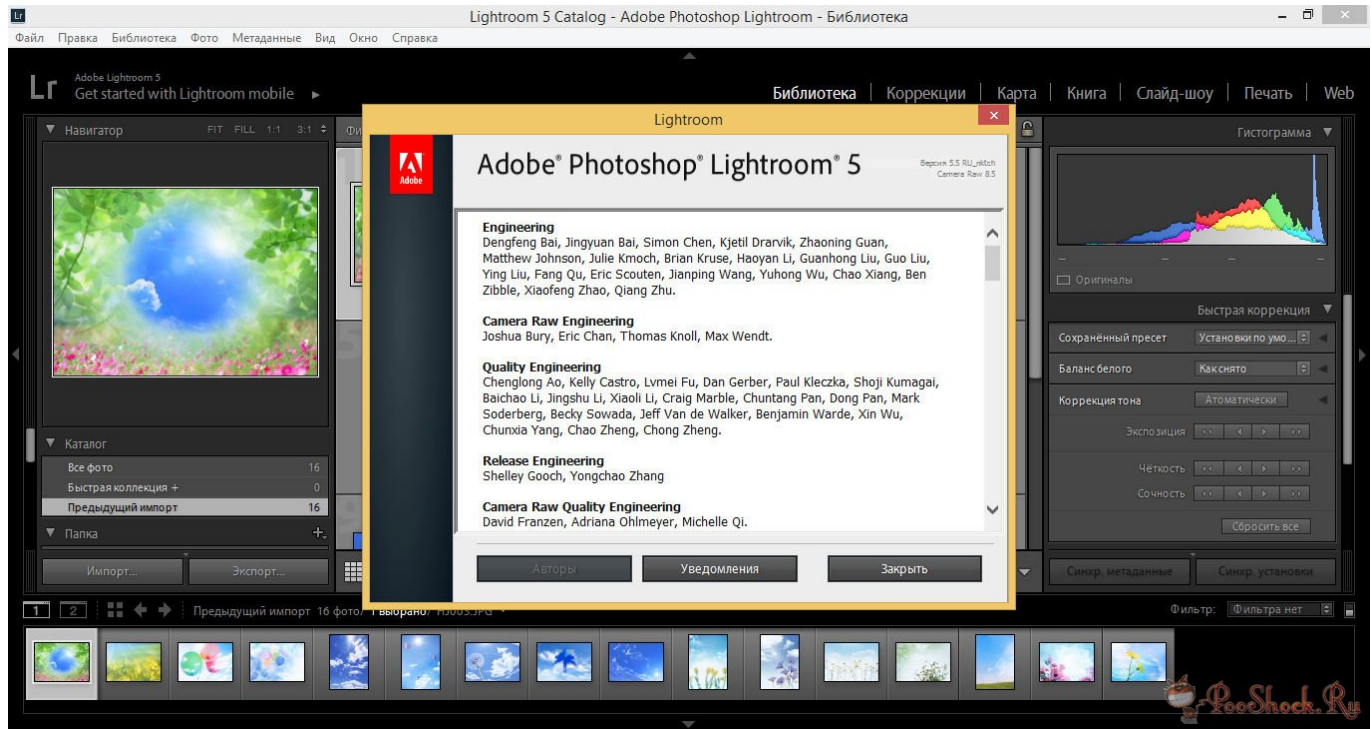 Lr
Lightroom 5 Catalog - Adobe Photoshop Lightroom - Библиотека
Файл Правка Библиотека Фото Метаданные Вид Окно Справка
Lr
Adobe Lightroom 5
Get started with Lightroom mobile
Библиотека | Коррекции | Карта | Книга | Слайд-шоу | Печать | Web
Навигатор FIT FILL 1:1 3:1
Гистограмма
Оригиналы
Быстрая коррекция
Сохранённый пресет Установки по умо...
Баланс белого Как снято
Коррекция тона Атоматически
Экспозиция
Чёткость
Сочность
Сбросить все
Синхр. метаданные Синхр. установки
Каталог
Все фото 16
Быстрая коллекция + 0
Предыдущий импорт 16
Папка
Импорт... Экспорт...
Lightroom
Adobe
Adobe® Photoshop® Lightroom® 5
Версия 5.5 RU_nktch
Camera Raw 8.5
Engineering
Dengfeng Bai, Jingyuan Bai, Simon Chen, Kjetil Drarvik, Zhaoning Guan,
Matthew Johnson, Julie Kmoch, Brian Kruse, Haoyan Li, Guanhong Liu, Guo Liu,
Ying Liu, Fang Qu, Eric Scouten, Jianping Wang, Yuhong Wu, Chao Xiang, Ben
Zibble, Xiaofeng Zhao, Qiang Zhu.
Camera Raw Engineering
Joshua Bury, Eric Chan, Thomas Knoll, Max Wendt.
Quality Engineering
Chenglong Ao, Kelly Castro, Lvmei Fu, Dan Gerber, Paul Kleczka, Shoji Kumagai,
Baichao Li, Jingshu Li, Xiaoli Li, Craig Marble, Chuntang Pan, Dong Pan, Mark
Soderberg, Becky Sowada, Jeff Van de Walker, Benjamin Warde, Xin Wu,
Chunxia Yang, Chao Zheng, Chong Zheng.
Release Engineering
Shelley Gooch, Yongchao Zhang
Camera Raw Quality Engineering
David Franzen, Adriana Ohlmeyer, Michelle Qi.
Авторы Уведомления Закрыть
1 2 Предыдущий импорт 16 фото/ 1 выбрано/
Фильтр: Фильтра нет
PooShock.Ru